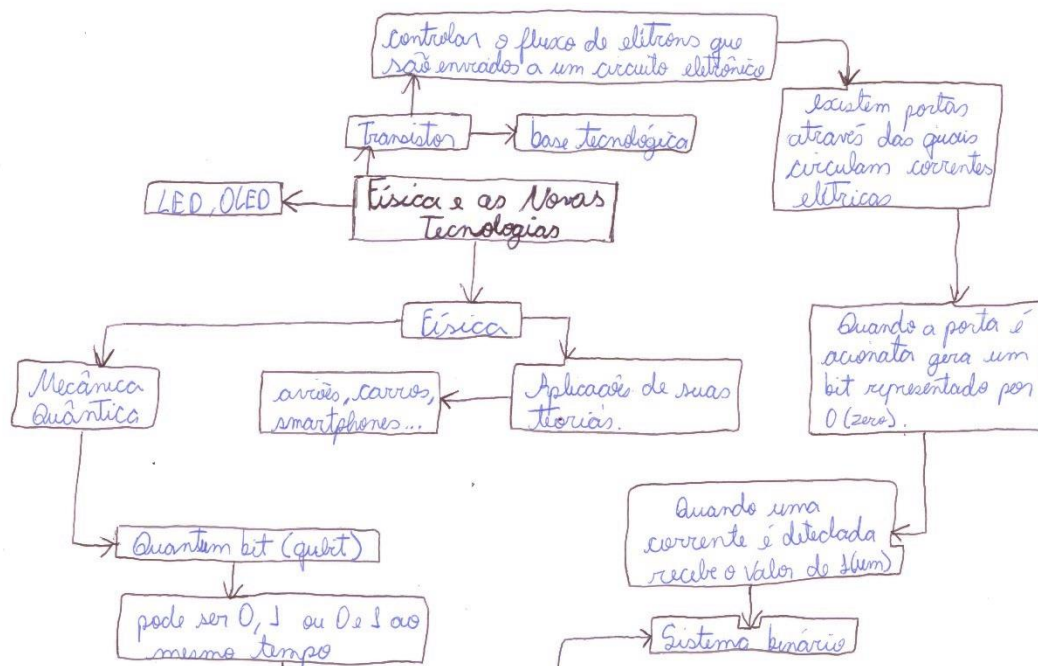 controlar o fluxo de elétrons que
são enviados a um circuito eletrônico
existem portas
através das quais
circulam correntes
elétricas
Transistor
base tecnológica
LED, OLED
Física e as Novas
Tecnologias
Física
Mecânica
Quântica
aviões, carros,
smartphones...
Aplicações de suas
teorias.
Quando a porta é
acionata gera um
bit representado por
0 (zero).
Quando uma
corrente é detectada
recebe o valor de 1(um)
Quantum bit (qubit)
pode ser 0, 1 ou 0 e 1 ao
mesmo tempo
Sistema binário